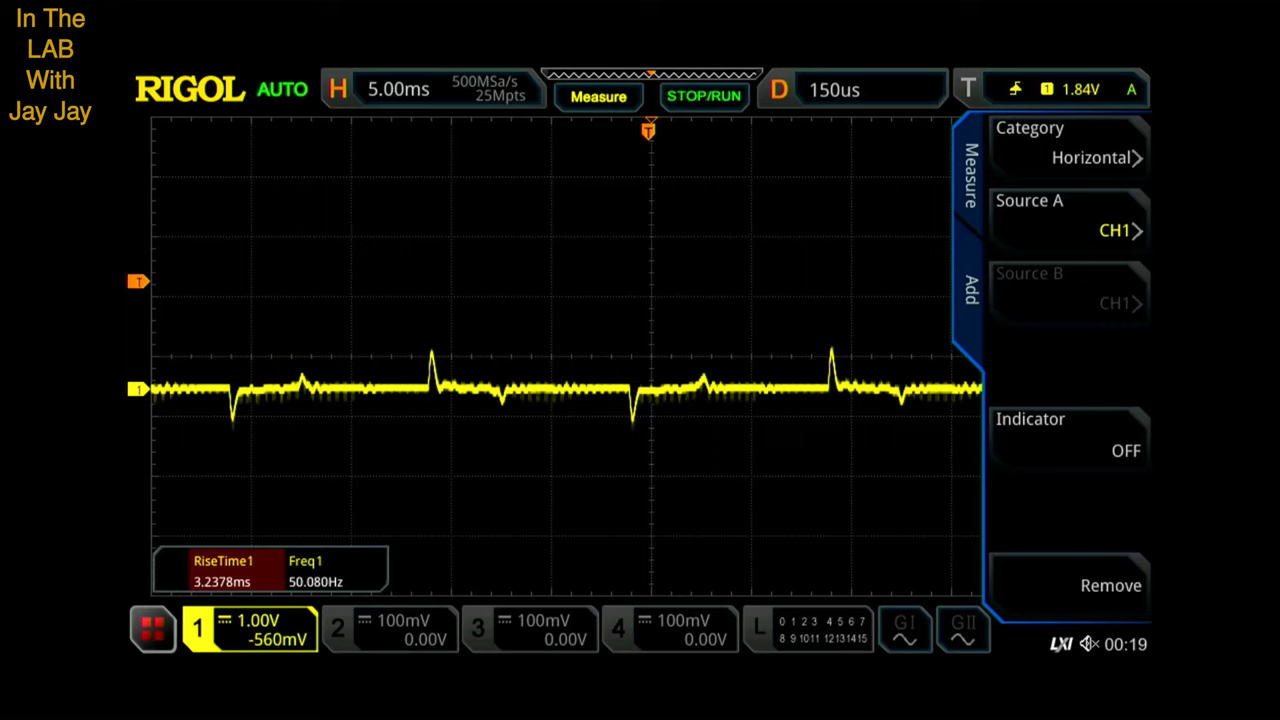 In The
LAB
With
Jay Jay
RIGOL AUTO H 5.00ms 500MSa/s 25Mpts Measure STOP/RUN D 150us T 1 1.84V A
T
T
1
Measure
Add
Category
Horizontal
Source A
CH1
Source B
CH1
Indicator
OFF
Remove
RiseTime1 Freq1
3.2378ms 50.080Hz
1 1.00V -560mV
2 100mV 0.00V
3 100mV 0.00V
4 100mV 0.00V
L 0 1 2 3 4 5 6 7
8 9 10 11 12 13 14 15
GI
GII
LXI 00:19